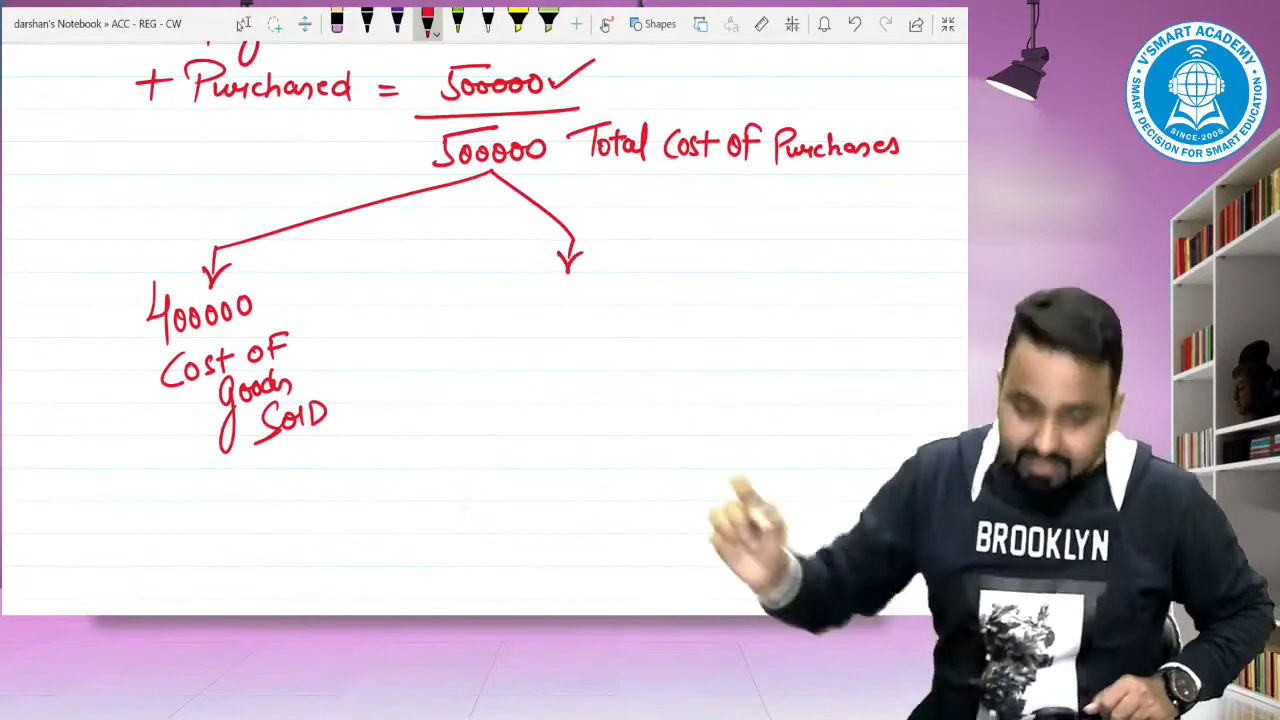 darshan's Notebook » ACC - REG - CW
Shapes
+ Purchased = 500000 ✓
500000 Total Cost of Purchases
400000
Cost of
goods
Sold
V'SMART ACADEMY
SINCE-2005
SMART DECISION FOR SMART EDUCATION
BROOKLYN